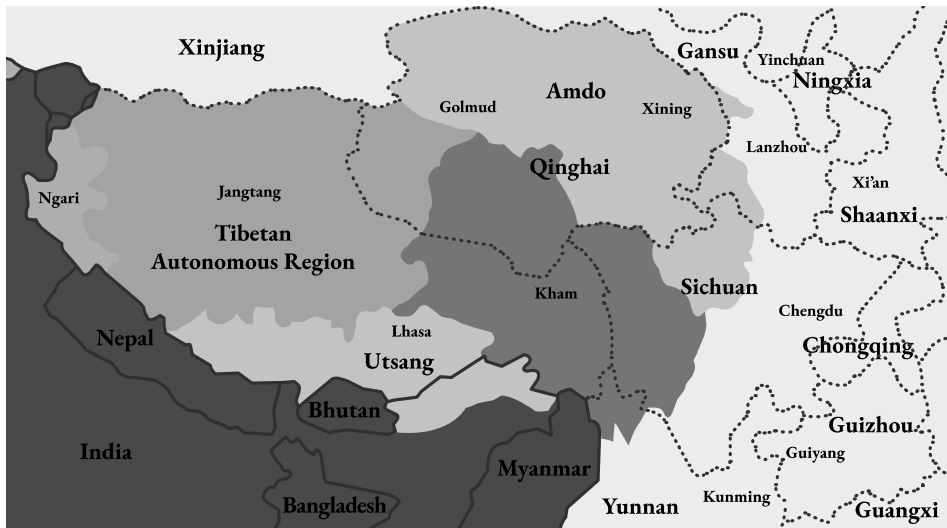 Xinjiang
Gansu
Yinchuan
Ningxia
Amdo
Golmud
Xining
Lanzhou
Qinghai
Xi’an
Ngari
Jangtang
Shaanxi
Tibetan
Autonomous Region
Sichuan
Kham
Chengdu
Lhasa
Nepal
Chongqing
Utsang
Bhutan
Guizhou
India
Guiyang
Myanmar
Kunming
Bangladesh
Yunnan
Guangxi